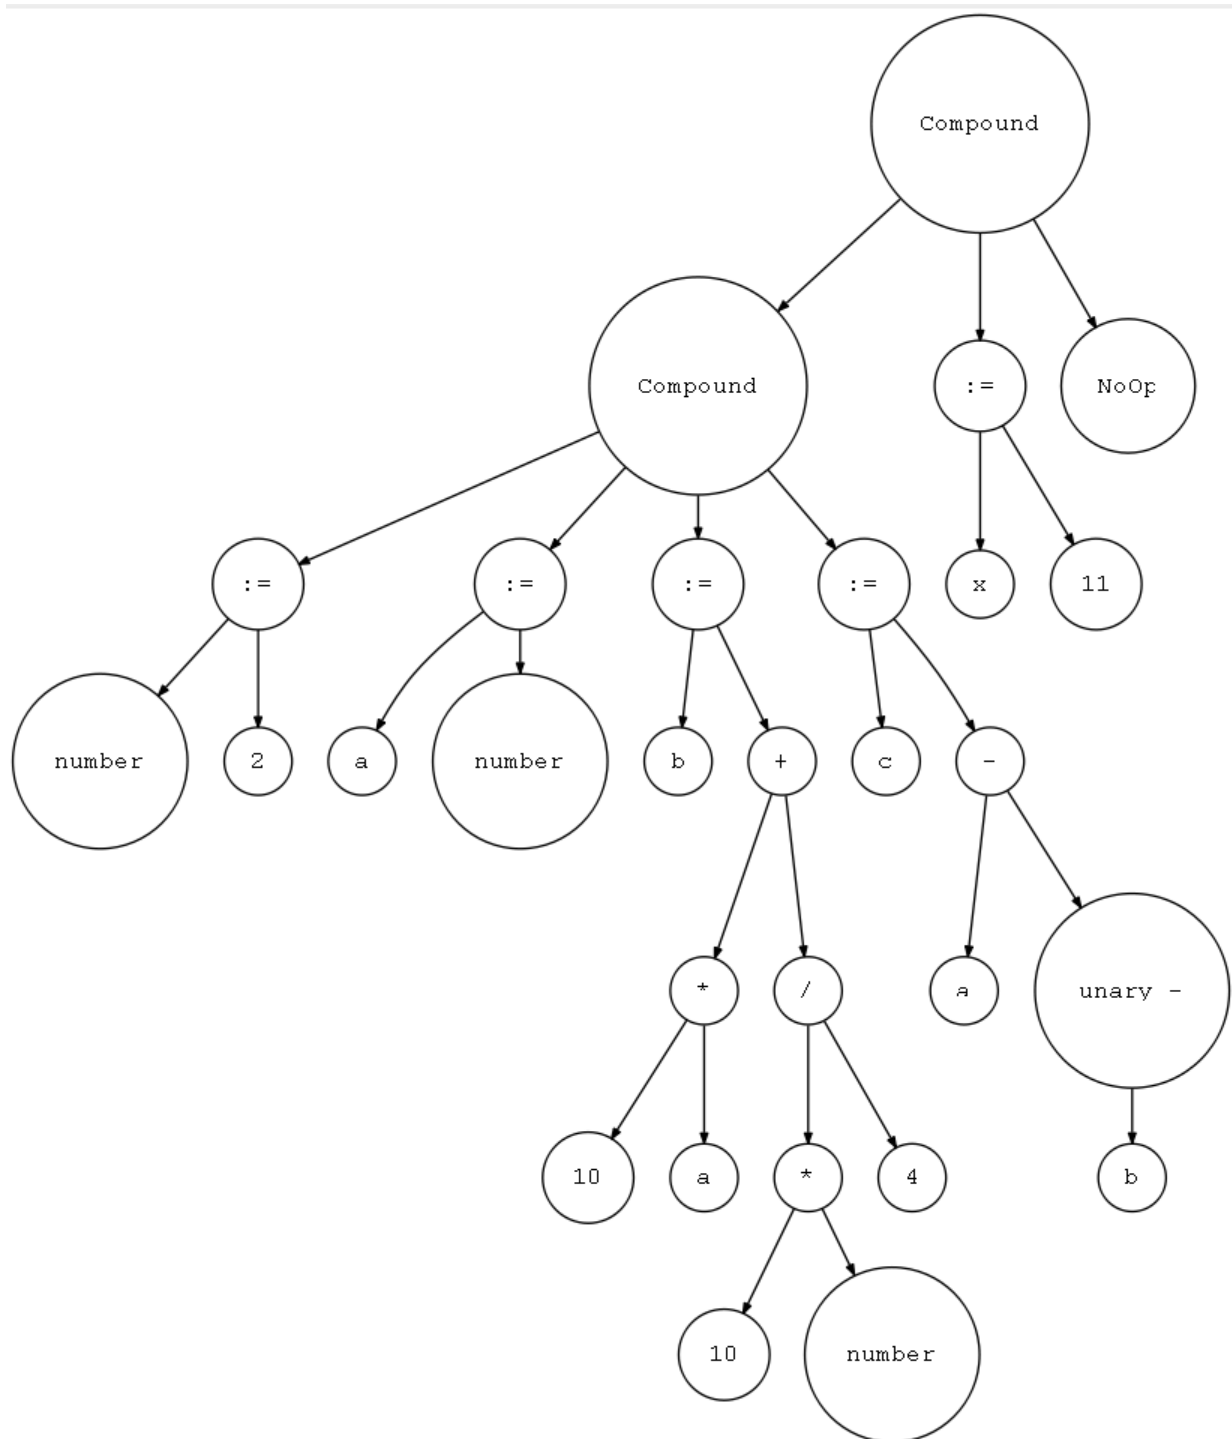 Compound
Compound
:=
NoOp
:=
:=
:=
:=
x
11
number
2
a
number
b
+
c
-
*
/
a
unary -
10
a
*
4
b
10
number